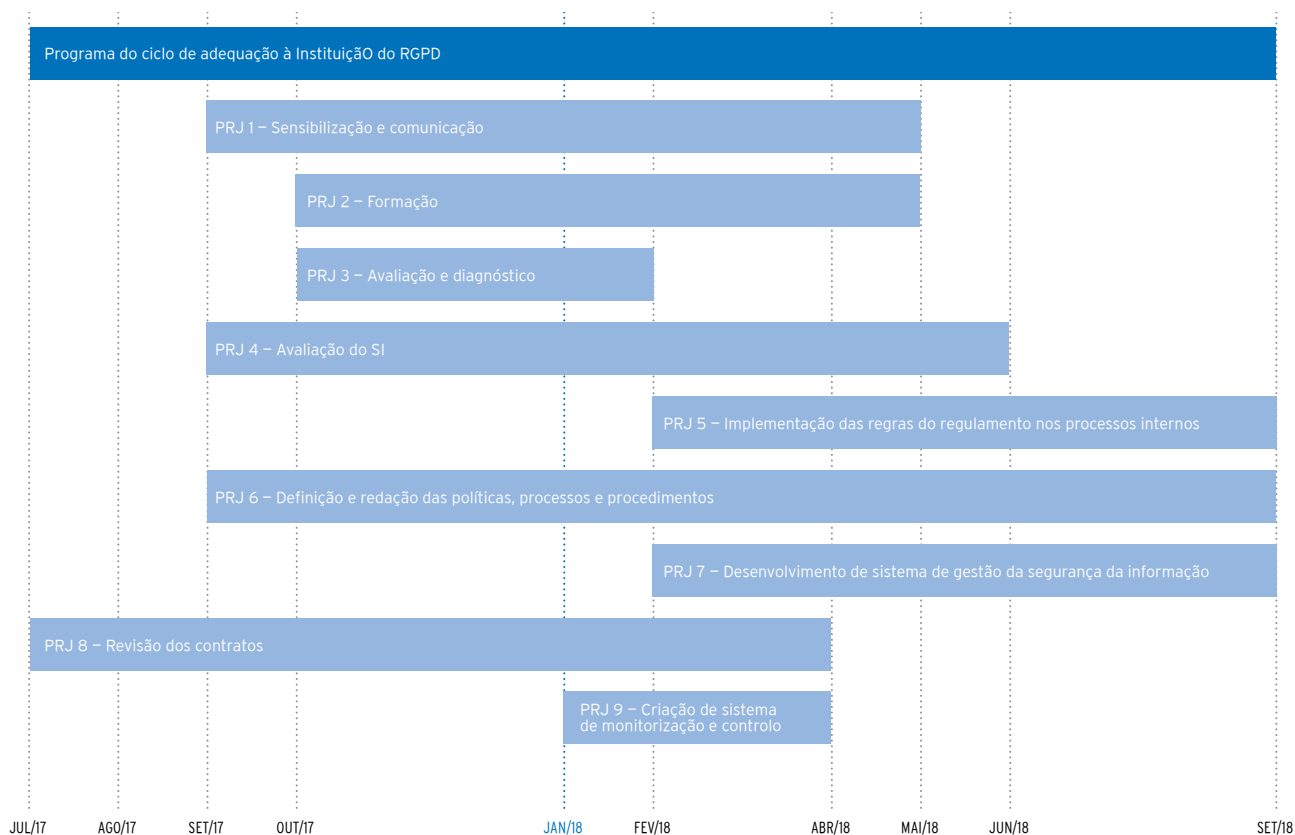 Programa do ciclo de adequação à InstituiçãO do RGPD
PRJ 1 — Sensibilização e comunicação
PRJ 2 — Formação
PRJ 3 — Avaliação e diagnóstico
PRJ 4 — Avaliação do SI
PRJ 5 — Implementação das regras do regulamento nos processos internos
PRJ 6 — Definição e redação das políticas, processos e procedimentos
PRJ 7 — Desenvolvimento de sistema de gestão da segurança da informação
PRJ 8 — Revisão dos contratos
PRJ 9 — Criação de sistema
de monitorização e controlo
JUL/17 AGO/17 SET/17 OUT/17 JAN/18 FEV/18 ABR/18 MAI/18 JUN/18 SET/18